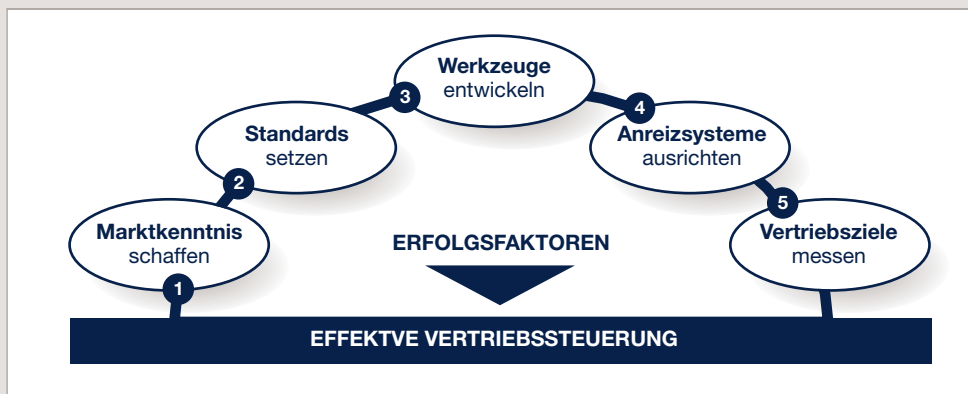 Werkzeuge
entwickeln
3
4
Standards
setzen
Anreizsysteme
ausrichten
2
5
Marktkenntnis
schaffen
ERFOLGSFAKTOREN
Vertriebsziele
messen
1
EFFEKTVE VERTRIEBSSTEUERUNG